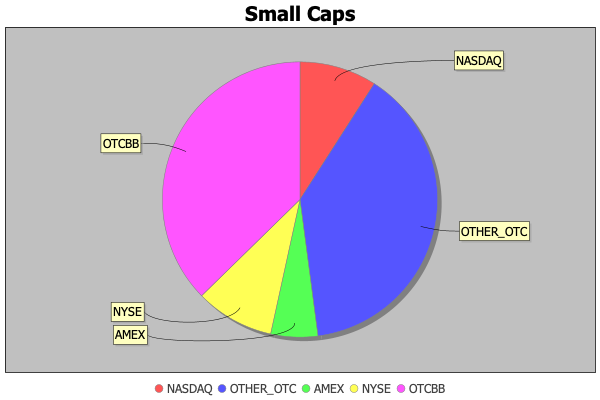 Small Caps
NASDAQ
OTCBB
OTHER_OTC
NYSE
AMEX
NASDAQ OTHER_OTC AMEX NYSE OTCBB